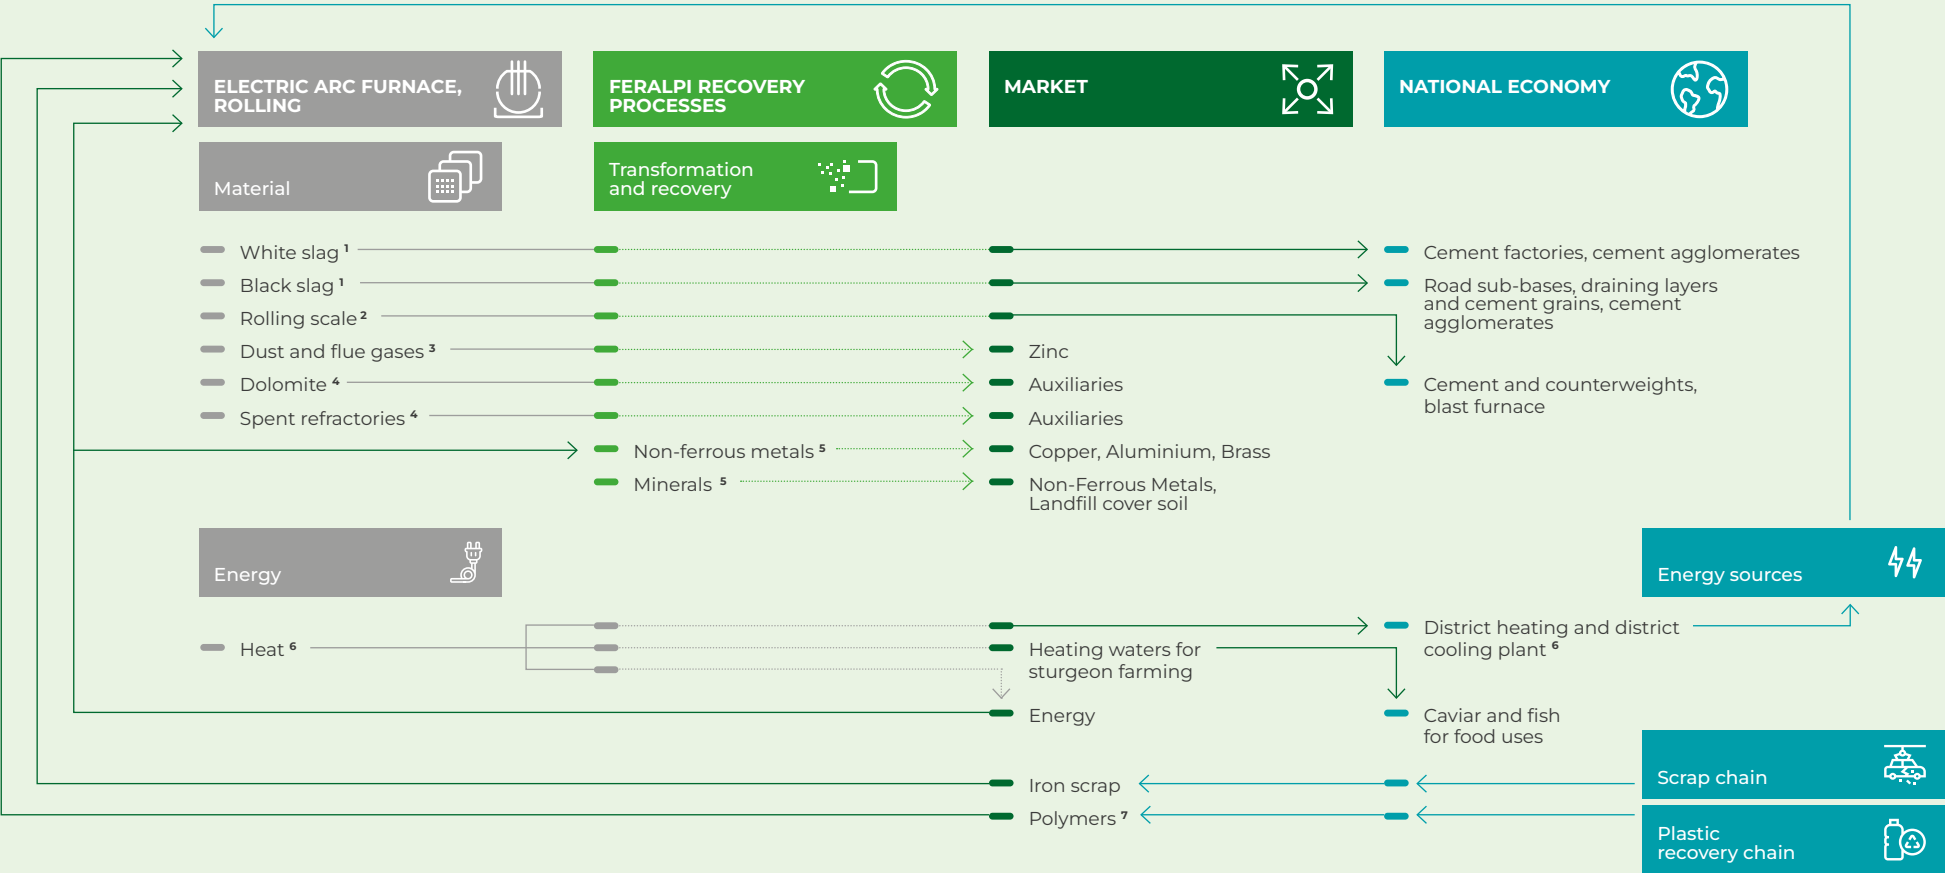 ELECTRIC ARC FURNACE,
ROLLING
FERALPI RECOVERY
PROCESSES
MARKET
NATIONAL ECONOMY
Material
Transformation
and recovery
White slag ¹
Cement factories, cement agglomerates
Black slag ¹
Road sub-bases, draining layers
and cement grains, cement
agglomerates
Rolling scale ²
Dust and flue gases ³
Zinc
Dolomite ⁴
Auxiliaries
Cement and counterweights,
blast furnace
Spent refractories ⁴
Auxiliaries
Non-ferrous metals ⁵
Copper, Aluminium, Brass
Minerals ⁵
Non-Ferrous Metals,
Landfill cover soil
Energy
Energy sources
Heat ⁶
Heating waters for
sturgeon farming
District heating and district
cooling plant ⁶
Energy
Caviar and fish
for food uses
Iron scrap
Scrap chain
Polymers ⁷
Plastic
recovery chain